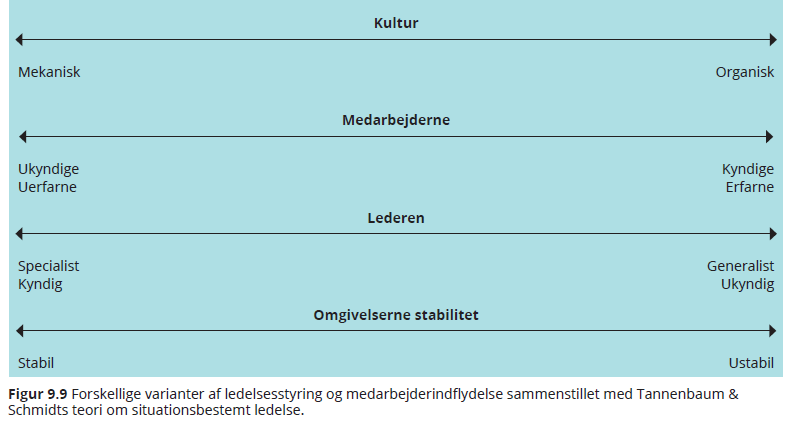 Kultur
Mekanisk Organisk
Medarbejderne
Ukyndige Kyndige
Uerfarne Erfarne
Lederen
Specialist Generalist
Kyndig Ukyndig
Omgivelserne stabilitet
Stabil Ustabil
Figur 9.9 Forskellige varianter af ledelsesstyring og medarbejderindflydelse sammenstillet med Tannenbaum &
Schmidts teori om situationsbestemt ledelse.